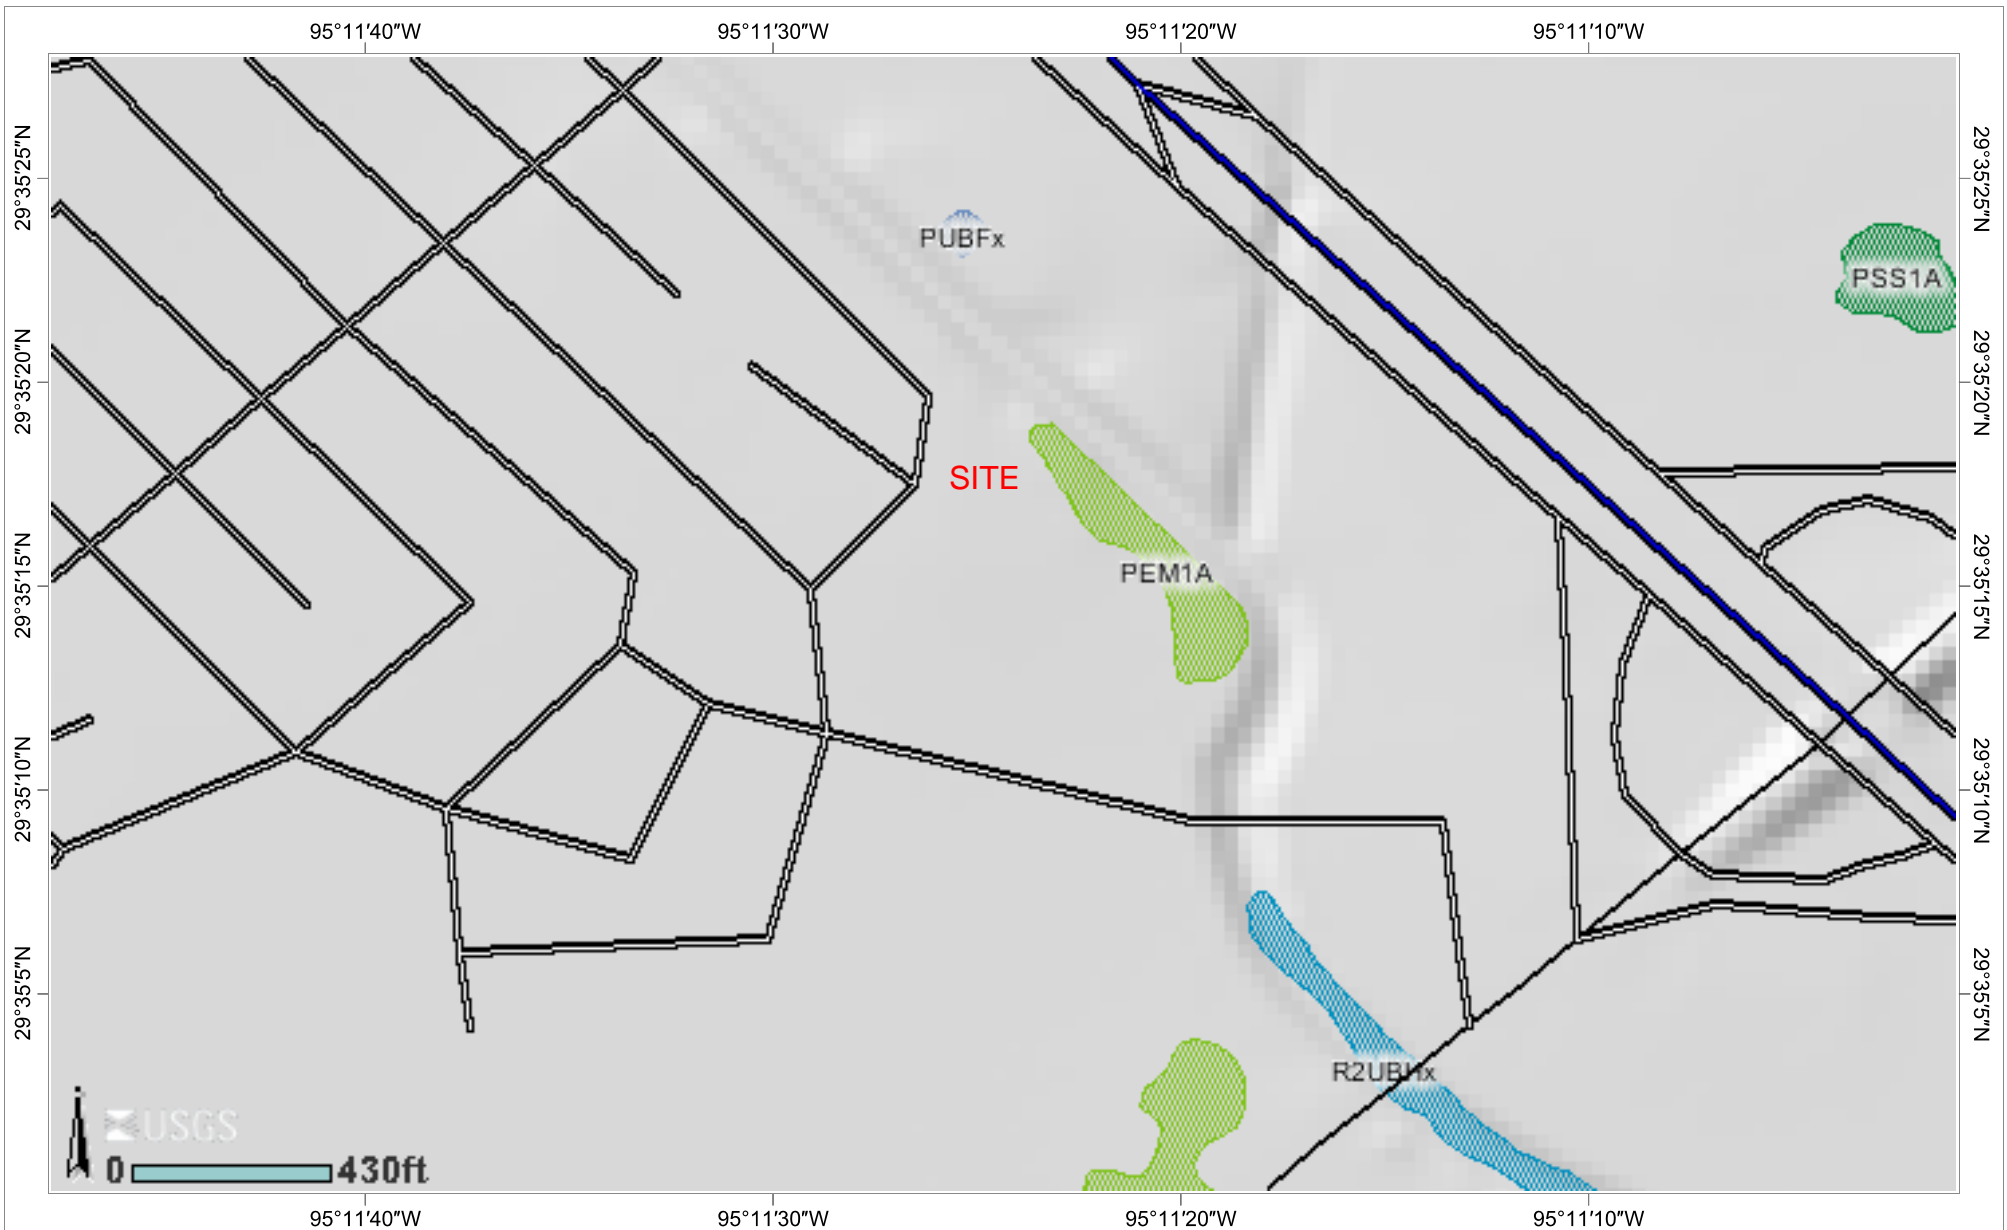 95°11′40″W 95°11′30″W 95°11′20″W 95°11′10″W
29°35′25″N
29°35′25″N
PUBFx
PSS1A
29°35′20″N
29°35′20″N
SITE
29°35′15″N
29°35′15″N
PEM1A
29°35′10″N
29°35′10″N
29°35′5″N
29°35′5″N
R2UBHx
USGS
0 430ft
95°11′40″W 95°11′30″W 95°11′20″W 95°11′10″W